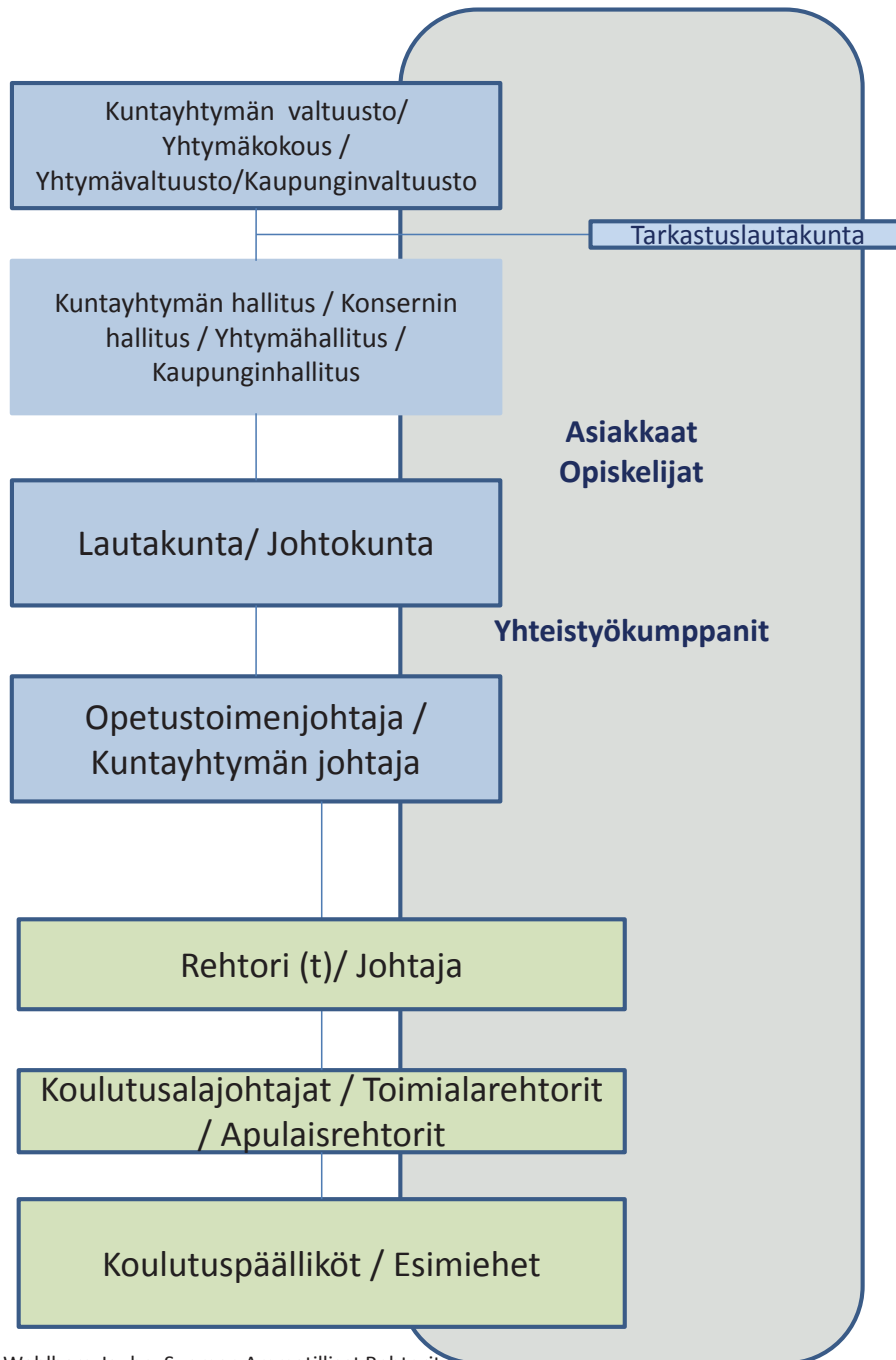 Kuntayhtymän valtuusto/
Yhtymäkokous /
Yhtymävaltuusto/Kaupunginvaltuusto
Tarkastuslautakunta
Kuntayhtymän hallitus / Konsernin
hallitus / Yhtymähallitus /
Kaupunginhallitus
Asiakkaat
Opiskelijat
Lautakunta/ Johtokunta
Yhteistyökumppanit
Opetustoimenjohtaja /
Kuntayhtymän johtaja
Rehtori (t)/ Johtaja
Koulutusalajohtajat / Toimialarehtorit
/ Apulaisrehtorit
Koulutuspäälliköt / Esimiehet